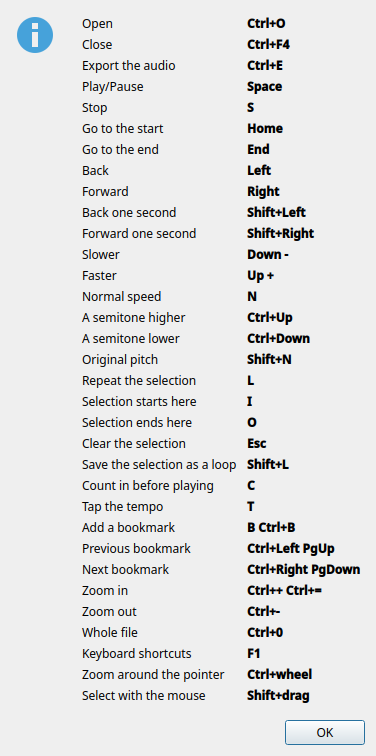 Open Ctrl+O
Close Ctrl+F4
Export the audio Ctrl+E
Play/Pause Space
Stop S
Go to the start Home
Go to the end End
Back Left
Forward Right
Back one second Shift+Left
Forward one second Shift+Right
Slower Down -
Faster Up +
Normal speed N
A semitone higher Ctrl+Up
A semitone lower Ctrl+Down
Original pitch Shift+N
Repeat the selection L
Selection starts here I
Selection ends here O
Clear the selection Esc
Save the selection as a loop Shift+L
Count in before playing C
Tap the tempo T
Add a bookmark B Ctrl+B
Previous bookmark Ctrl+Left PgUp
Next bookmark Ctrl+Right PgDown
Zoom in Ctrl++ Ctrl+=
Zoom out Ctrl+-
Whole file Ctrl+0
Keyboard shortcuts F1
Zoom around the pointer Ctrl+wheel
Select with the mouse Shift+drag
OK